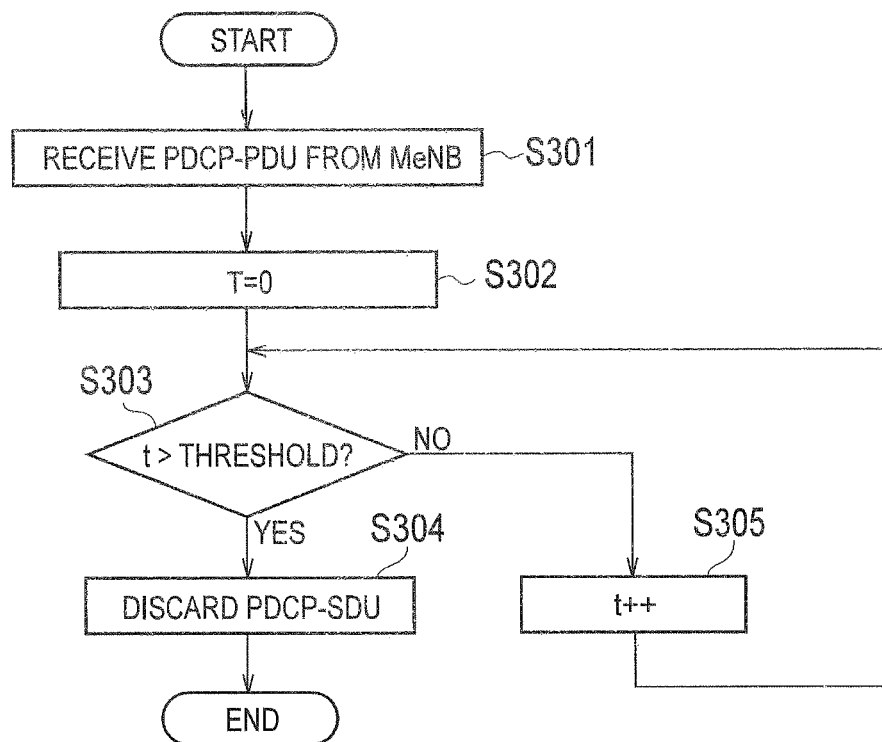 START
RECEIVE PDCP-PDU FROM MeNB
S301
T=0
S302
S303
t > THRESHOLD?
NO
YES
S304
DISCARD PDCP-SDU
S305
t++
END